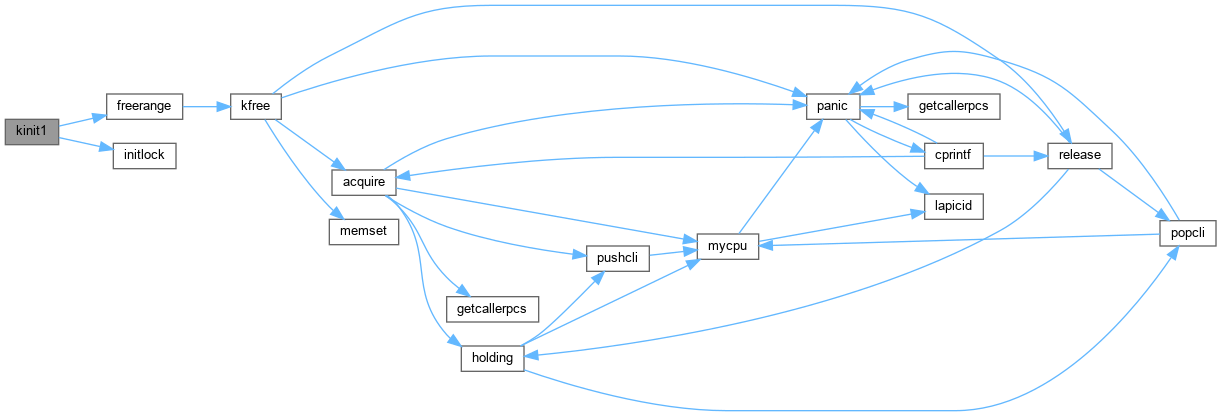 kinit1
freerange
initlock
kfree
acquire
memset
getcallerpcs
holding
pushcli
mycpu
panic
getcallerpcs
cprintf
lapicid
release
popcli